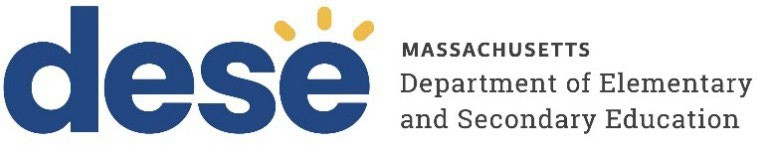 dese
MASSACHUSETTS
Department of Elementary
and Secondary Education